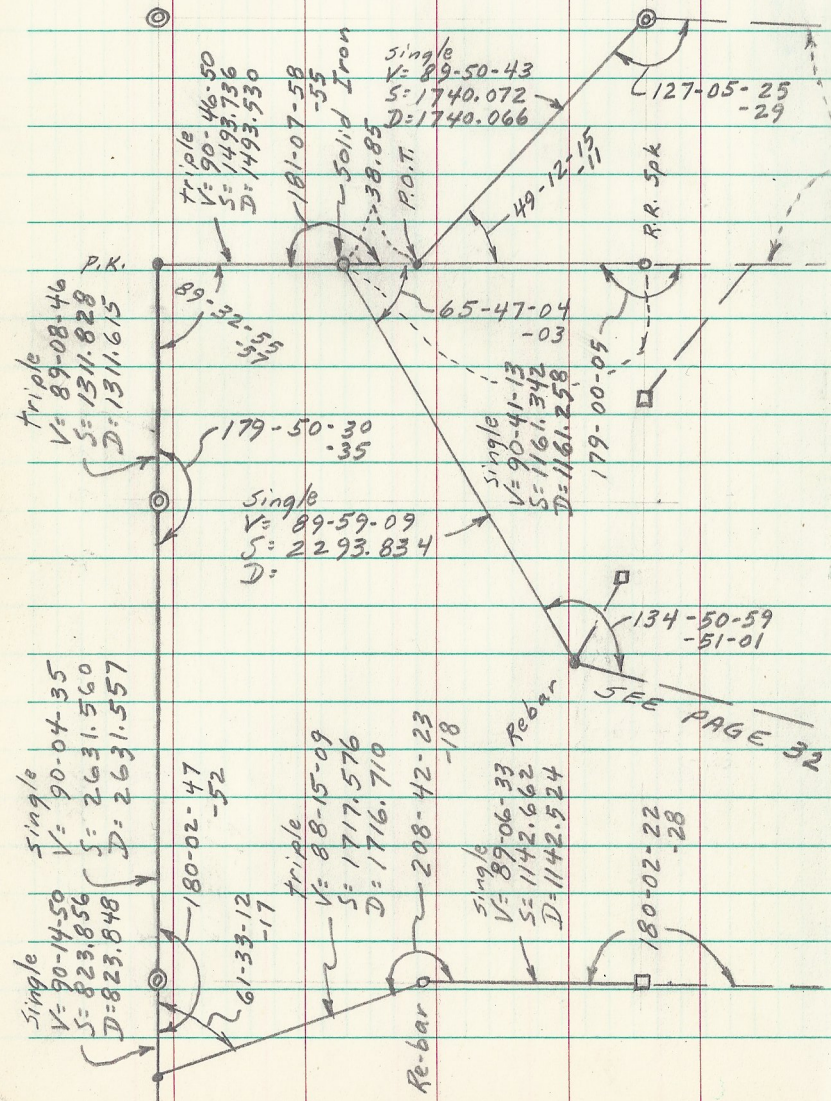 triple
V= 90-46-50
S= 1493.736
D= 1493.530
181-07-58
-55
Solid Iron
38.85
P.O.T.
single
V= 89-50-43
S= 1740.072
D= 1740.066
127-05-25
-29
49-12-15
-11
R.R. Spk
P.K.
89-32-55
-57
65-47-04
-03
triple
V= 89-08-46
S= 1311.828
D= 1311.615
179-50-30
-35
single
V= 90-41-13
S= 1161.342
D= 1161.258
179-00-05
Single
V= 89-59-09
S= 2293.834
D=
134-50-59
-51-01
SEE PAGE 32
Rebar
single
V= 90-04-35
S= 2631.560
D= 2631.557
180-02-47
-52
triple
V= 88-15-09
S= 1717.576
D= 1716.710
208-42-23
-18
single
V= 89-06-33
S= 1142.662
D= 1142.524
180-02-22
-28
single
V= 90-14-50
S= 823.856
D= 823.848
61-33-12
-17
Re-bar